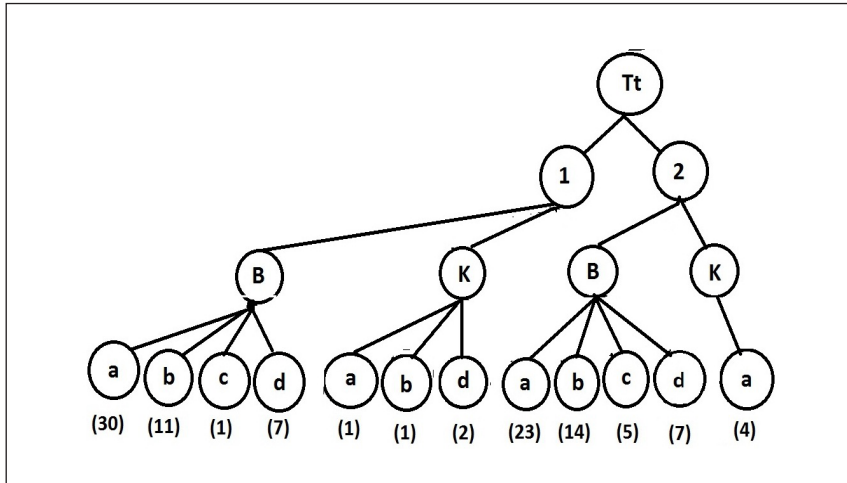 Tt
1 2
B K B K
a b c d a b d a b c d a
(30) (11) (1) (7) (1) (1) (2) (23) (14) (5) (7) (4)